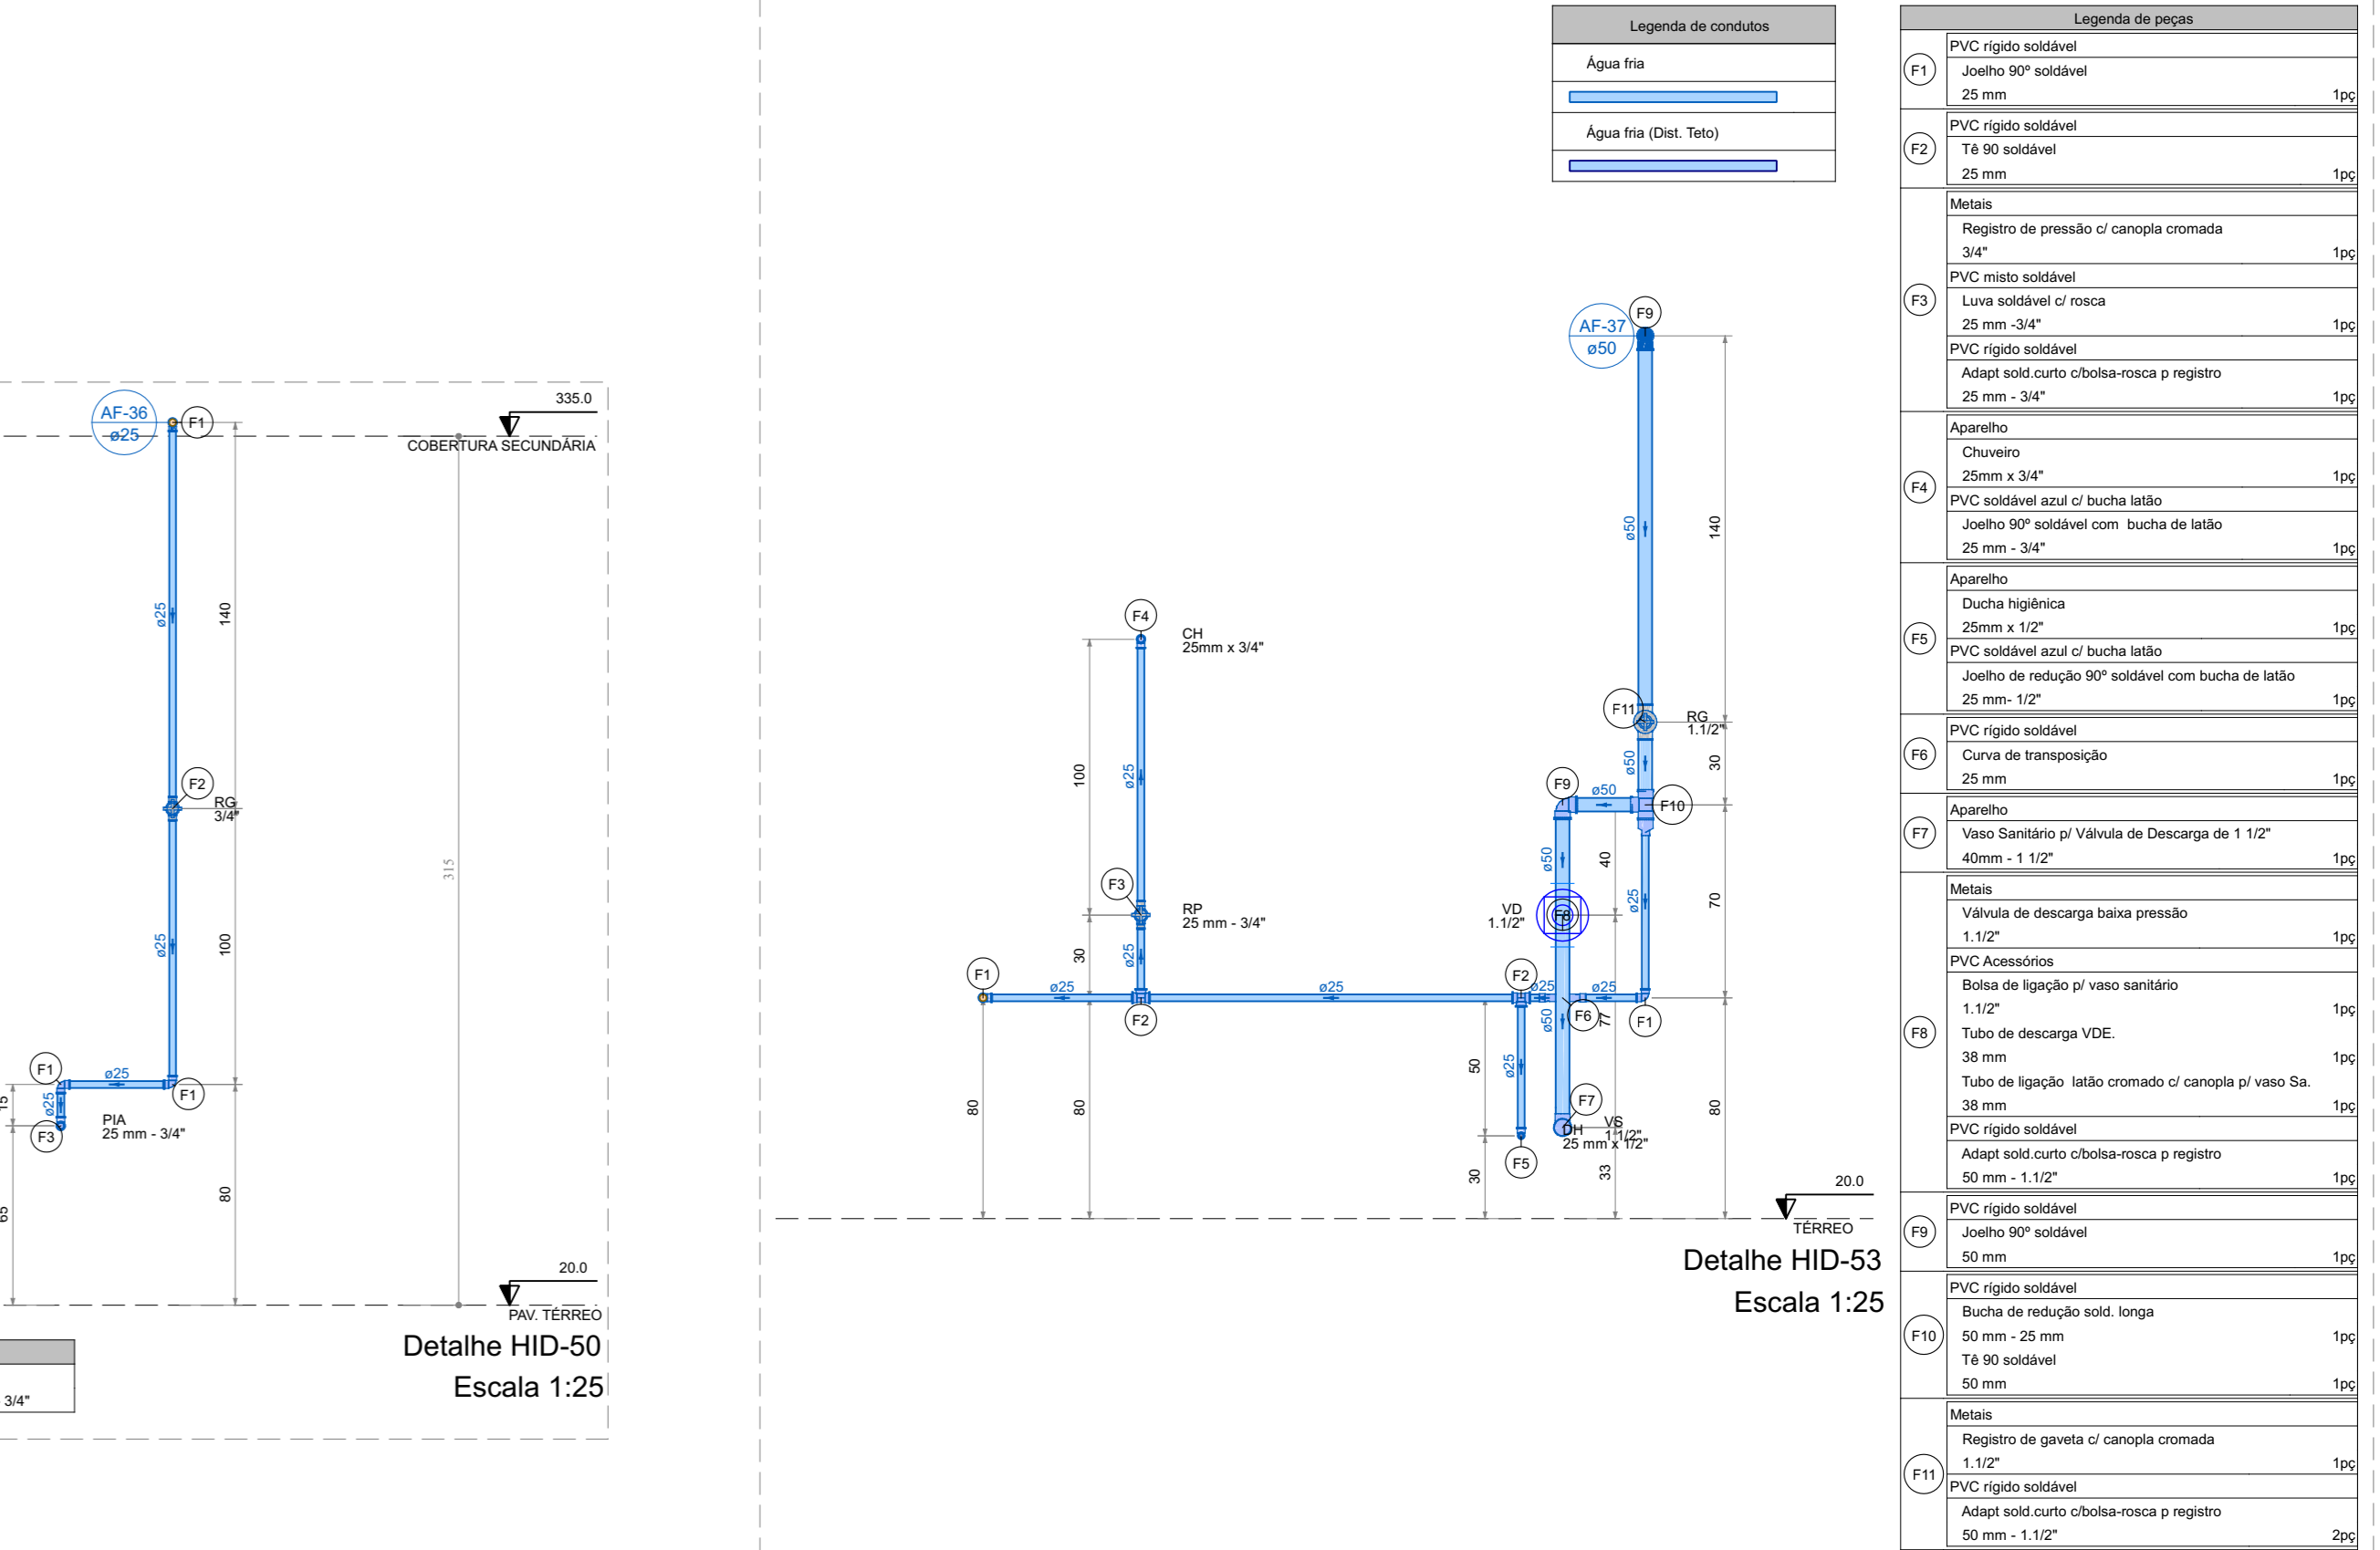 335.0
COBERTURA SECUNDÁRIA
AF-36
ø25
F1
ø25
140
F2
RG
3/4"
315
ø25
100
F1
ø25
F1
15
ø25
PIA
25 mm - 3/4"
F3
65
80
20.0
PAV. TÉRREO
Detalhe HID-50
Escala 1:25
3/4"
Legenda de condutos
Água fria
Água fria (Dist. Teto)
AF-37
ø50
F9
ø50
140
F4
CH
25mm x 3/4"
F11
RG
1.1/2"
100
ø25
ø50
30
F9
ø50
F10
ø50
40
F3
RP
25 mm - 3/4"
VD
1.1/2"
F8
ø25
70
30
ø25
F1
ø25
F2
ø25
F2
ø25
ø25
F6
F1
ø50
77
50
ø25
80
80
F7
DH
VS
1 1/2"
25 mm x 1/2"
F5
80
30
33
20.0
TÉRREO
Detalhe HID-53
Escala 1:25
Legenda de peças
F1
PVC rígido soldável
Joelho 90º soldável
25 mm 1pç
F2
PVC rígido soldável
Tê 90 soldável
25 mm 1pç
F3
Metais
Registro de pressão c/ canopla cromada
3/4" 1pç
PVC misto soldável
Luva soldável c/ rosca
25 mm -3/4" 1pç
PVC rígido soldável
Adapt sold.curto c/bolsa-rosca p registro
25 mm - 3/4" 1pç
F4
Aparelho
Chuveiro
25mm x 3/4" 1pç
PVC soldável azul c/ bucha latão
Joelho 90º soldável com bucha de latão
25 mm - 3/4" 1pç
F5
Aparelho
Ducha higiênica
25mm x 1/2" 1pç
PVC soldável azul c/ bucha latão
Joelho de redução 90º soldável com bucha de latão
25 mm- 1/2" 1pç
F6
PVC rígido soldável
Curva de transposição
25 mm 1pç
F7
Aparelho
Vaso Sanitário p/ Válvula de Descarga de 1 1/2"
40mm - 1 1/2" 1pç
F8
Metais
Válvula de descarga baixa pressão
1.1/2" 1pç
PVC Acessórios
Bolsa de ligação p/ vaso sanitário
1.1/2" 1pç
Tubo de descarga VDE.
38 mm 1pç
Tubo de ligação latão cromado c/ canopla p/ vaso Sa.
38 mm 1pç
PVC rígido soldável
Adapt sold.curto c/bolsa-rosca p registro
50 mm - 1.1/2" 1pç
F9
PVC rígido soldável
Joelho 90º soldável
50 mm 1pç
F10
PVC rígido soldável
Bucha de redução sold. longa
50 mm - 25 mm 1pç
Tê 90 soldável
50 mm 1pç
F11
Metais
Registro de gaveta c/ canopla cromada
1.1/2" 1pç
PVC rígido soldável
Adapt sold.curto c/bolsa-rosca p registro
50 mm - 1.1/2" 2pç